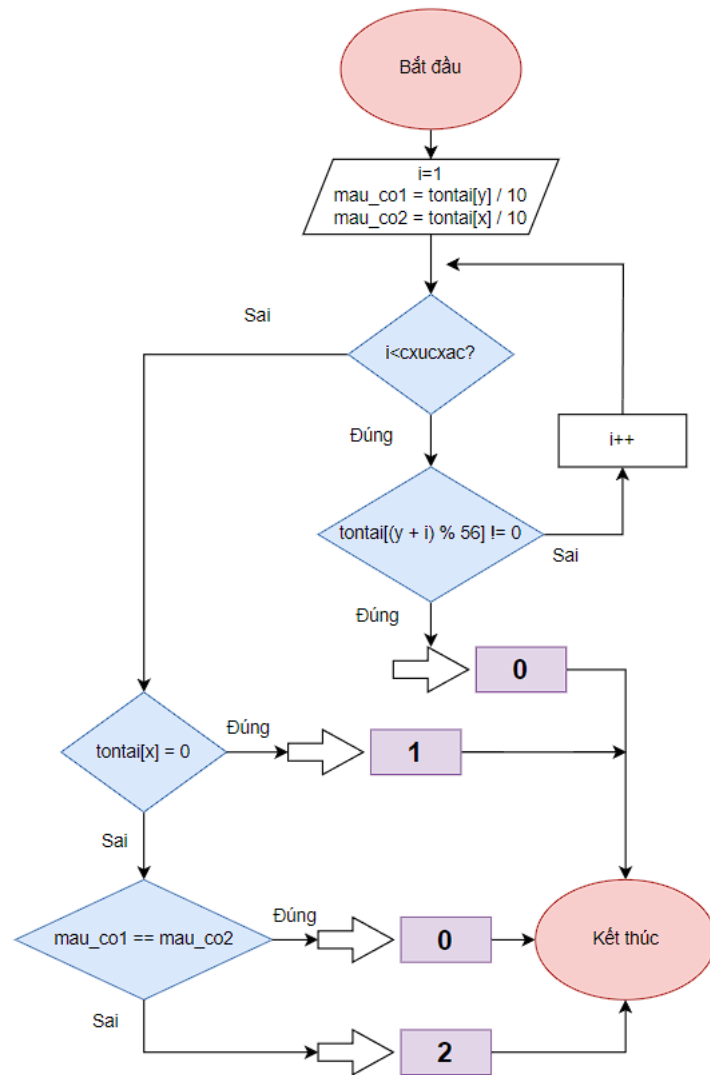 Bắt đầu
i=1
mau_co1 = tontai[y] / 10
mau_co2 = tontai[x] / 10
Sai
i<cxucxac?
Đúng
i++
tontai[(y + i) % 56] != 0
Sai
Đúng
0
Đúng
tontai[x] = 0
1
Sai
Đúng
mau_co1 == mau_co2
0
Kết thúc
Sai
2